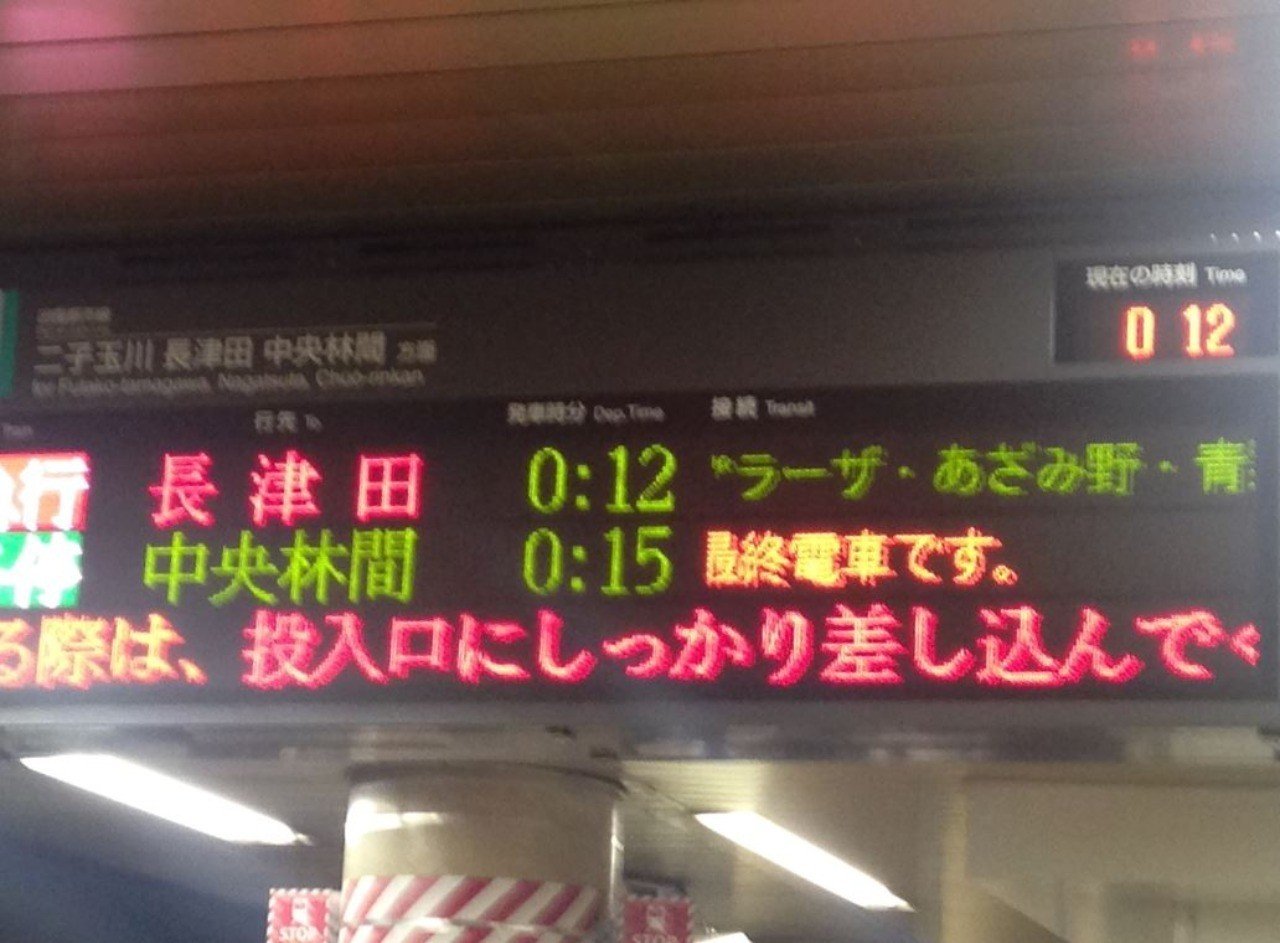 現在の時刻 Time
0 12
二子玉川 長津田 中央林間 方面
for Futako-tamagawa, Nagatsuta, Chuo-rinkan
行先 To 発車時分 Dep.Time 接続 Transit
行 長津田 0:12 ラーザ・あざみ野・青
停 中央林間 0:15 最終電車です。
る際は、投入口にしっかり差し込んでく
STOP STOP